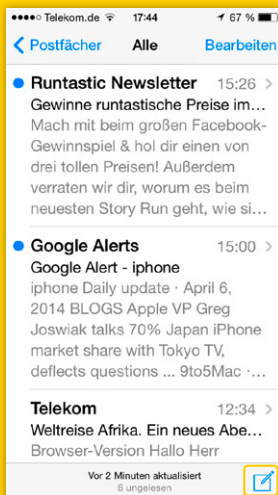 Telekom.de 17:44 67 %
Postfächer Alle Bearbeiten
Runtastic Newsletter 15:26
Gewinne runtastische Preise im...
Mach mit beim großen Facebook-
Gewinnspiel & hol dir einen von
drei tollen Preisen! Außerdem
verraten wir dir, worum es beim
neuesten Story Run geht, wie si...
Google Alerts 15:00
Google Alert - iphone
iphone Daily update · April 6,
2014 BLOGS Apple VP Greg
Joswiak talks 70% Japan iPhone
market share with Tokyo TV,
deflects questions ... 9to5Mac ·...
Telekom 12:34
Weltreise Afrika. Ein neues Abe...
Browser-Version Hallo Herr
Vor 2 Minuten aktualisiert
6 ungelesen